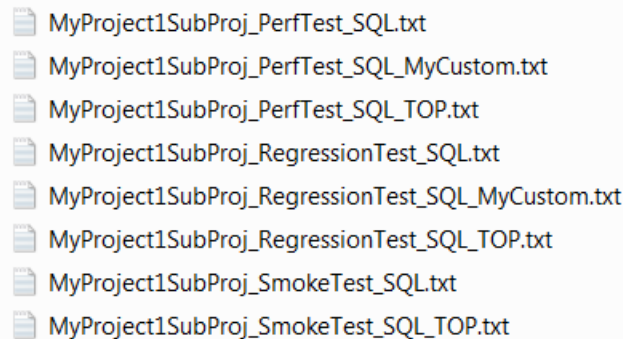 MyProject1SubProj_PerfTest_SQL.txt
MyProject1SubProj_PerfTest_SQL_MyCustom.txt
MyProject1SubProj_PerfTest_SQL_TOP.txt
MyProject1SubProj_RegressionTest_SQL.txt
MyProject1SubProj_RegressionTest_SQL_MyCustom.txt
MyProject1SubProj_RegressionTest_SQL_TOP.txt
MyProject1SubProj_SmokeTest_SQL.txt
MyProject1SubProj_SmokeTest_SQL_TOP.txt